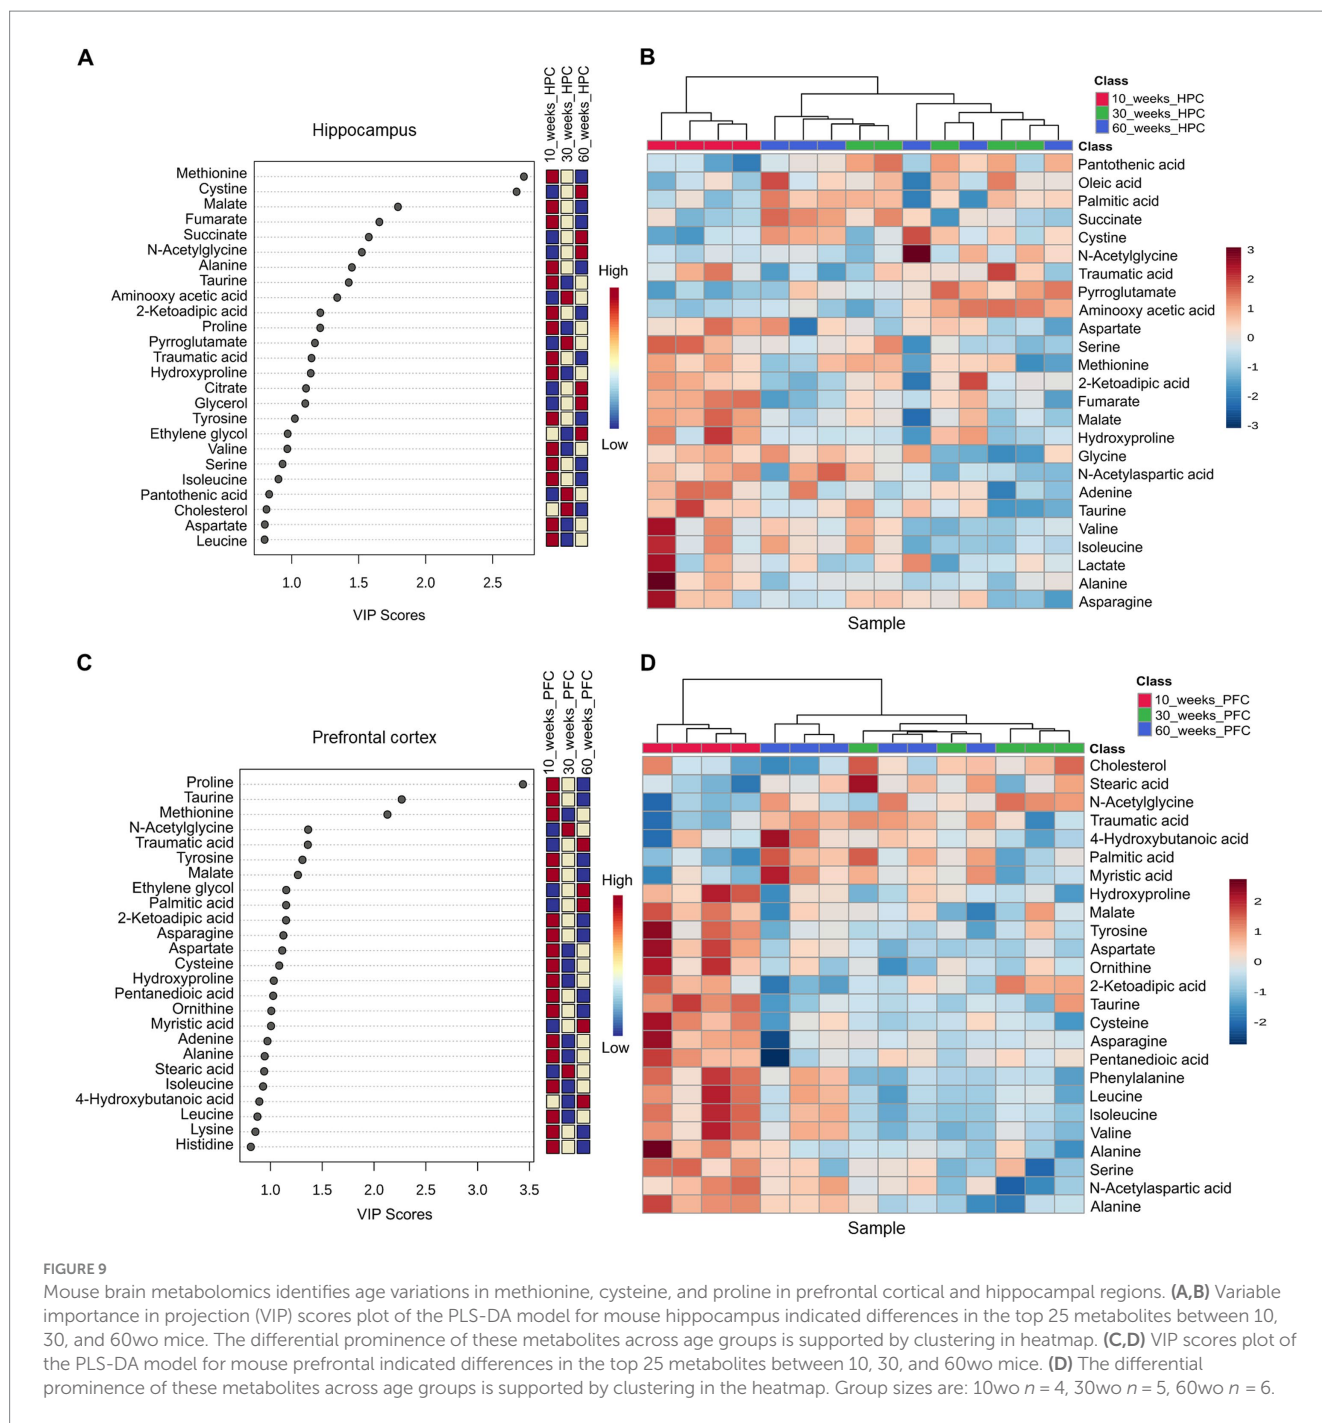 A
10_weeks_HPC
30_weeks_HPC
60_weeks_HPC
Hippocampus
Methionine
Cystine
Malate
Fumarate
Succinate
N-Acetylglycine
Alanine
Taurine
Aminooxy acetic acid
2-Ketoadipic acid
Proline
Pyrroglutamate
Traumatic acid
Hydroxyproline
Citrate
Glycerol
Tyrosine
Ethylene glycol
Valine
Serine
Isoleucine
Pantothenic acid
Cholesterol
Aspartate
Leucine
1.0 1.5 2.0 2.5
VIP Scores
High
Low
B
Class
10_weeks_HPC
30_weeks_HPC
60_weeks_HPC
Class
Pantothenic acid
Oleic acid
Palmitic acid
Succinate
Cystine
N-Acetylglycine
Traumatic acid
Pyrroglutamate
Aminooxy acetic acid
Aspartate
Serine
Methionine
2-Ketoadipic acid
Fumarate
Malate
Hydroxyproline
Glycine
N-Acetylaspartic acid
Adenine
Taurine
Valine
Isoleucine
Lactate
Alanine
Asparagine
3
2
1
0
-1
-2
-3
Sample
C
10_weeks_PFC
30_weeks_PFC
60_weeks_PFC
Prefrontal cortex
Proline
Taurine
Methionine
N-Acetylglycine
Traumatic acid
Tyrosine
Malate
Ethylene glycol
Palmitic acid
2-Ketoadipic acid
Asparagine
Aspartate
Cysteine
Hydroxyproline
Pentanedioic acid
Ornithine
Myristic acid
Adenine
Alanine
Stearic acid
Isoleucine
4-Hydroxybutanoic acid
Leucine
Lysine
Histidine
1.0 1.5 2.0 2.5 3.0 3.5
VIP Scores
High
Low
D
Class
10_weeks_PFC
30_weeks_PFC
60_weeks_PFC
Class
Cholesterol
Stearic acid
N-Acetylglycine
Traumatic acid
4-Hydroxybutanoic acid
Palmitic acid
Myristic acid
Hydroxyproline
Malate
Tyrosine
Aspartate
Ornithine
2-Ketoadipic acid
Taurine
Cysteine
Asparagine
Pentanedioic acid
Phenylalanine
Leucine
Isoleucine
Valine
Alanine
Serine
N-Acetylaspartic acid
Alanine
2
1
0
-1
-2
Sample
FIGURE 9
Mouse brain metabolomics identifies age variations in methionine, cysteine, and proline in prefrontal cortical and hippocampal regions. (A,B) Variable
importance in projection (VIP) scores plot of the PLS-DA model for mouse hippocampus indicated differences in the top 25 metabolites between 10,
30, and 60wo mice. The differential prominence of these metabolites across age groups is supported by clustering in heatmap. (C,D) VIP scores plot of
the PLS-DA model for mouse prefrontal indicated differences in the top 25 metabolites between 10, 30, and 60wo mice. (D) The differential
prominence of these metabolites across age groups is supported by clustering in the heatmap. Group sizes are: 10wo n = 4, 30wo n = 5, 60wo n = 6.